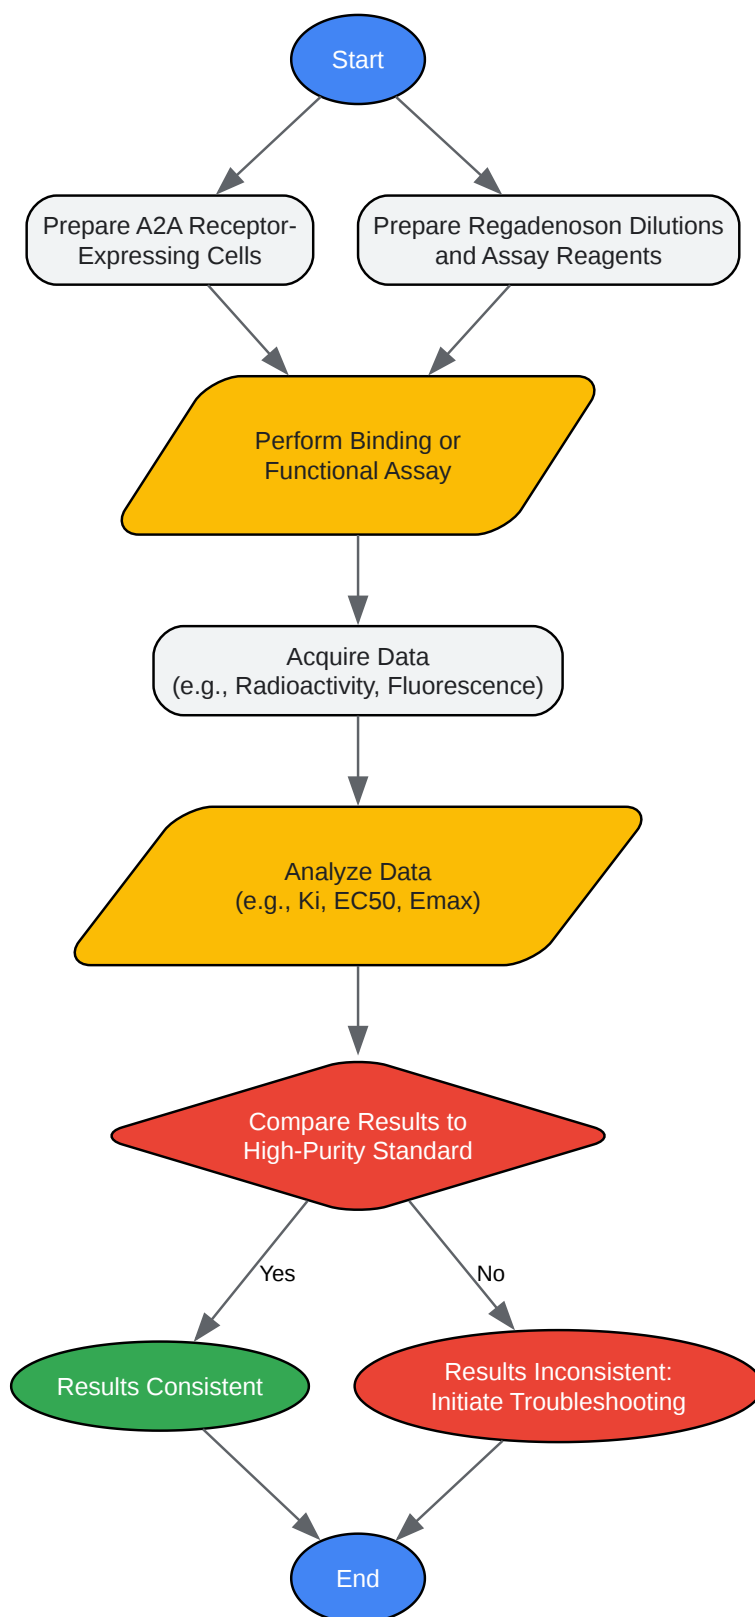 Start
Prepare A2A Receptor-
Expressing Cells
Prepare Regadenoson Dilutions
and Assay Reagents
Perform Binding or
Functional Assay
Acquire Data
(e.g., Radioactivity, Fluorescence)
Analyze Data
(e.g., Ki, EC50, Emax)
Compare Results to
High-Purity Standard
Yes
No
Results Consistent
Results Inconsistent:
Initiate Troubleshooting
End